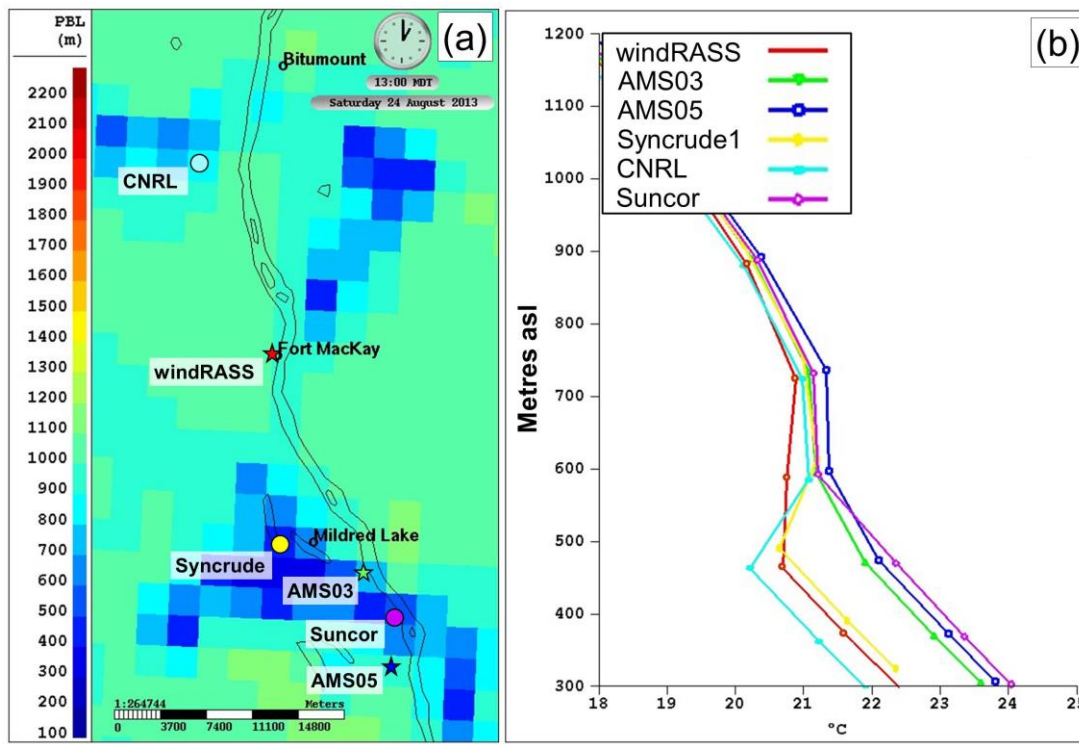 PBL
(m)
2200
2100
2000
1900
1800
1700
1600
1500
1400
1300
1200
1100
1000
900
800
700
600
500
400
300
200
100
(a)
Bitumount
13:00 MDT
Saturday 24 August 2013
CNRL
Fort MacKay
windRASS
Mildred Lake
Syncrude
AMS03
Suncor
AMS05
1:264744 Meters
0 3700 7400 11100 14800
(b)
windRASS
AMS03
AMS05
Syncrude1
CNRL
Suncor
Metres asl
1200
1100
1000
900
800
700
600
500
400
300
18 19 20 21 22 23 24 25
°C